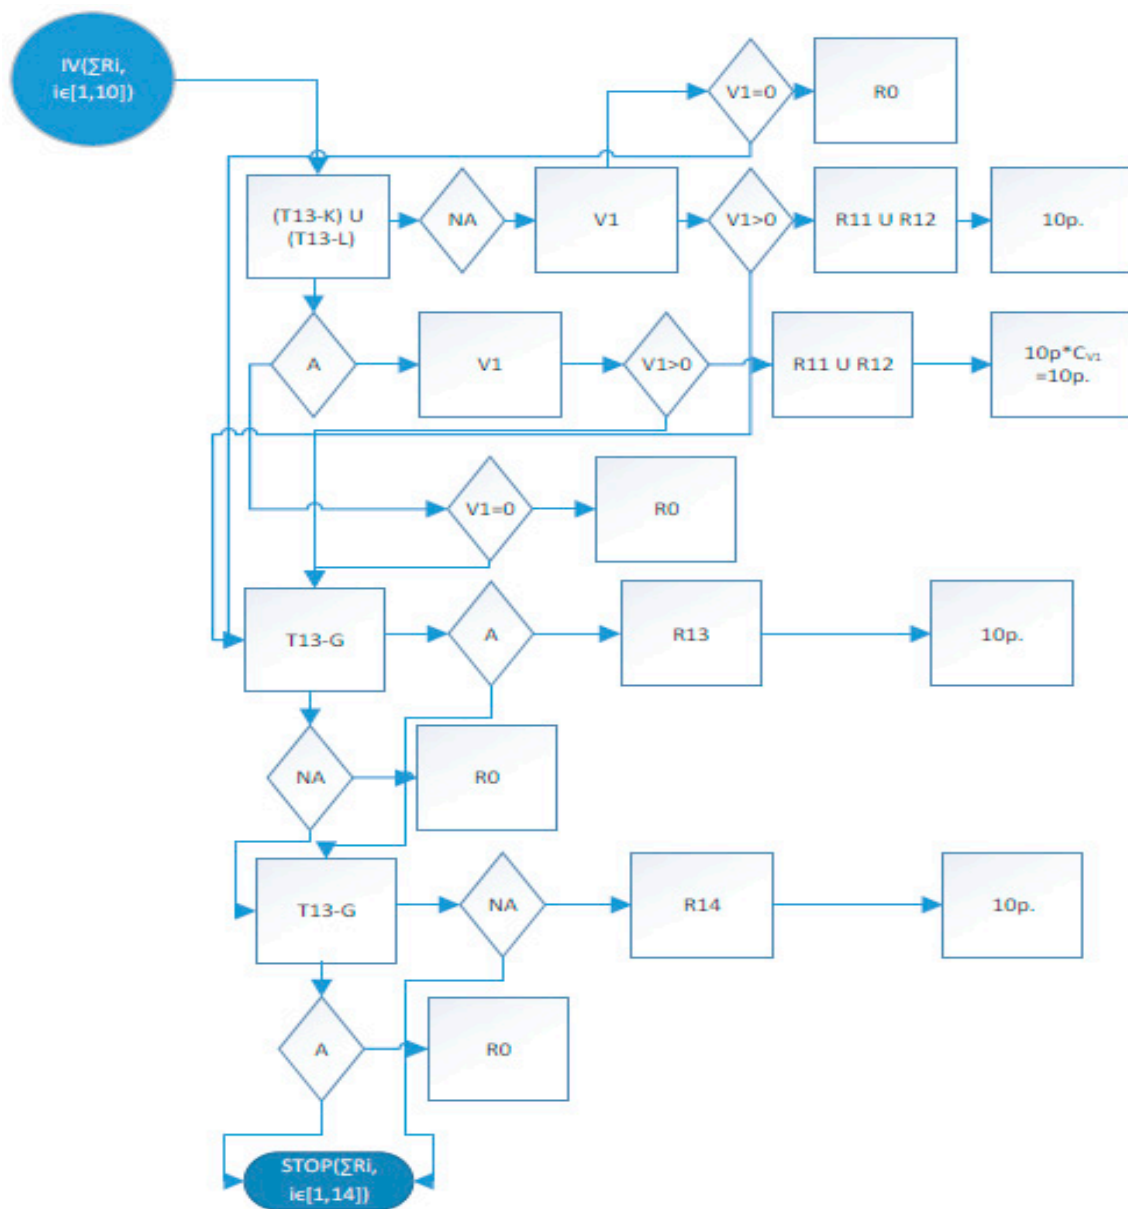 IV(∑Ri,
iϵ[1,10])
V1=0
R0
(T13-K) U
(T13-L)
NA
V1
V1>0
R11 U R12
10p.
A
V1
V1>0
R11 U R12
10p*CV1
=10p.
V1=0
R0
T13-G
A
R13
10p.
NA
R0
T13-G
NA
R14
10p.
A
R0
STOP(∑Ri,
iϵ[1,14])